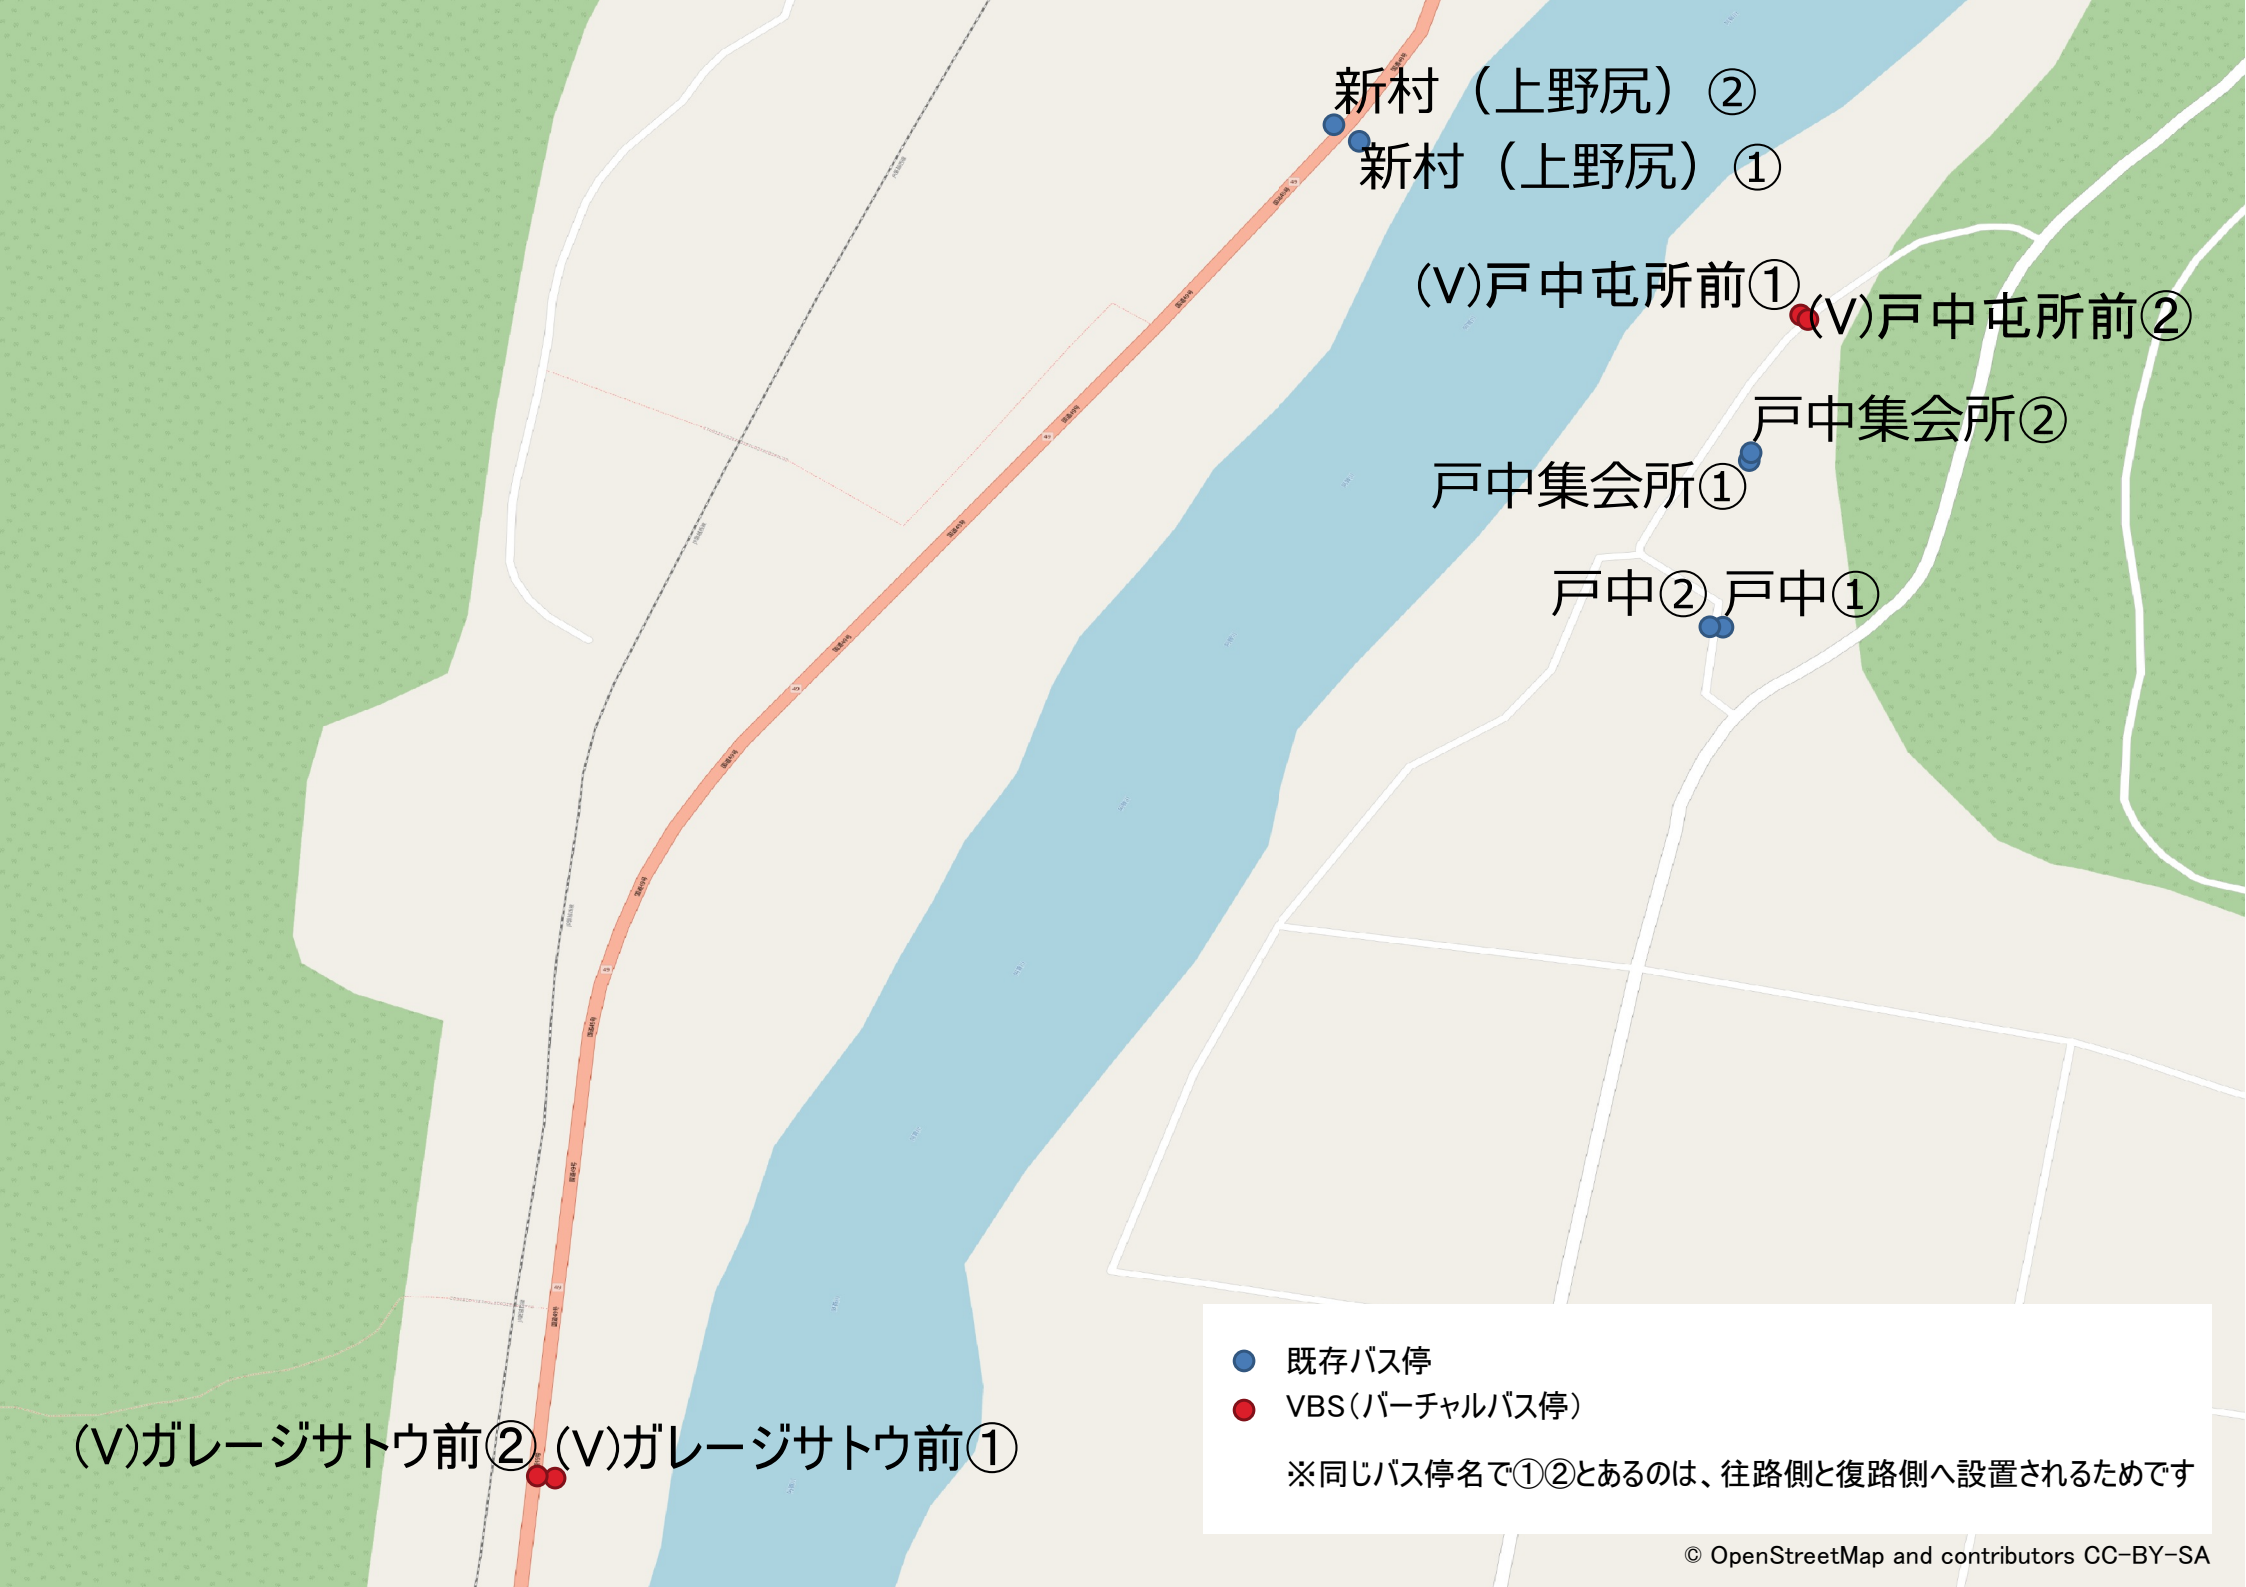 新村（上野尻）②
新村（上野尻）①
49
(V)戸中屯所前①
(V)戸中屯所前②
戸中集会所②
49
戸中集会所①
戸中②
戸中①
49
49
49
(V)ガレージサトウ前②
(V)ガレージサトウ前①
既存バス停
VBS（バーチャルバス停）
※同じバス停名で①②とあるのは、往路側と復路側へ設置されるためです
© OpenStreetMap and contributors CC-BY-SA